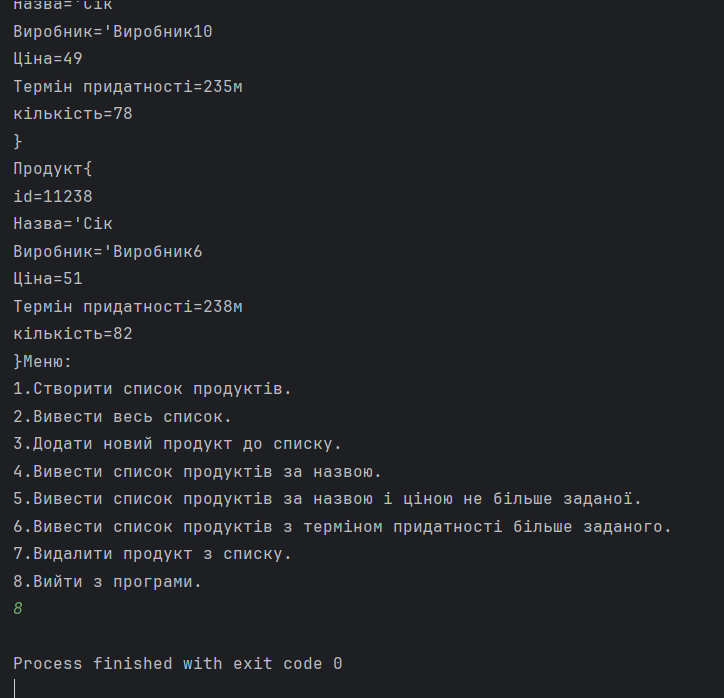 Назва='Сік
Виробник='Виробник10
Ціна=49
Термін придатності=235м
кількість=78
}
Продукт{
id=11238
Назва='Сік
Виробник='Виробник6
Ціна=51
Термін придатності=238м
кількість=82
}Меню:
1.Створити список продуктів.
2.Вивести весь список.
3.Додати новий продукт до списку.
4.Вивести список продуктів за назвою.
5.Вивести список продуктів за назвою і ціною не більше заданої.
6.Вивести список продуктів з терміном придатності більше заданого.
7.Видалити продукт з списку.
8.Вийти з програми.
8
Process finished with exit code 0